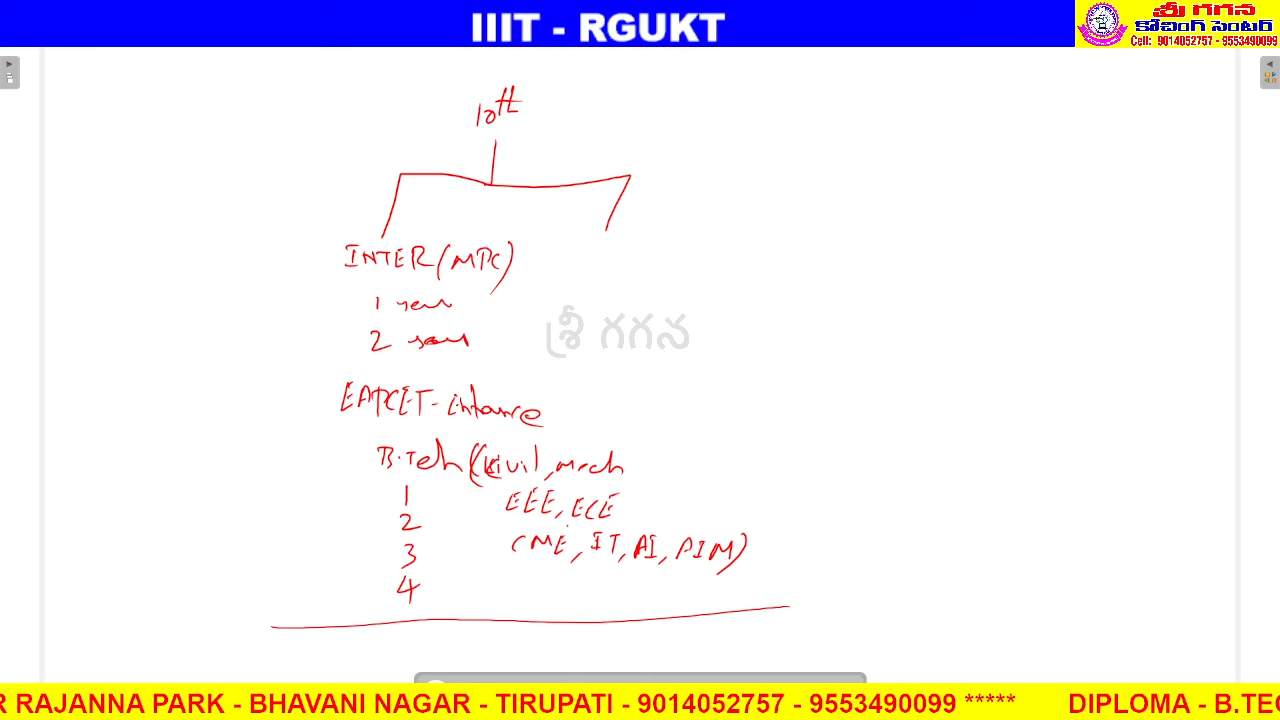 IIIT - RGUKT
శ్రీ గగన
కోచింగ్ సెంటర్
Cell: 9014052757 - 9553490099
10th
INTER (MPC)
1 year
2 year
శ్రీ గగన
EAPCET - Entrance
B.Tech (Civil, Mech
1
EEE, ECE
2
CME, IT, AI, AIM)
3
4
R RAJANNA PARK - BHAVANI NAGAR - TIRUPATI - 9014052757 - 9553490099 ***** DIPLOMA - B.TEC